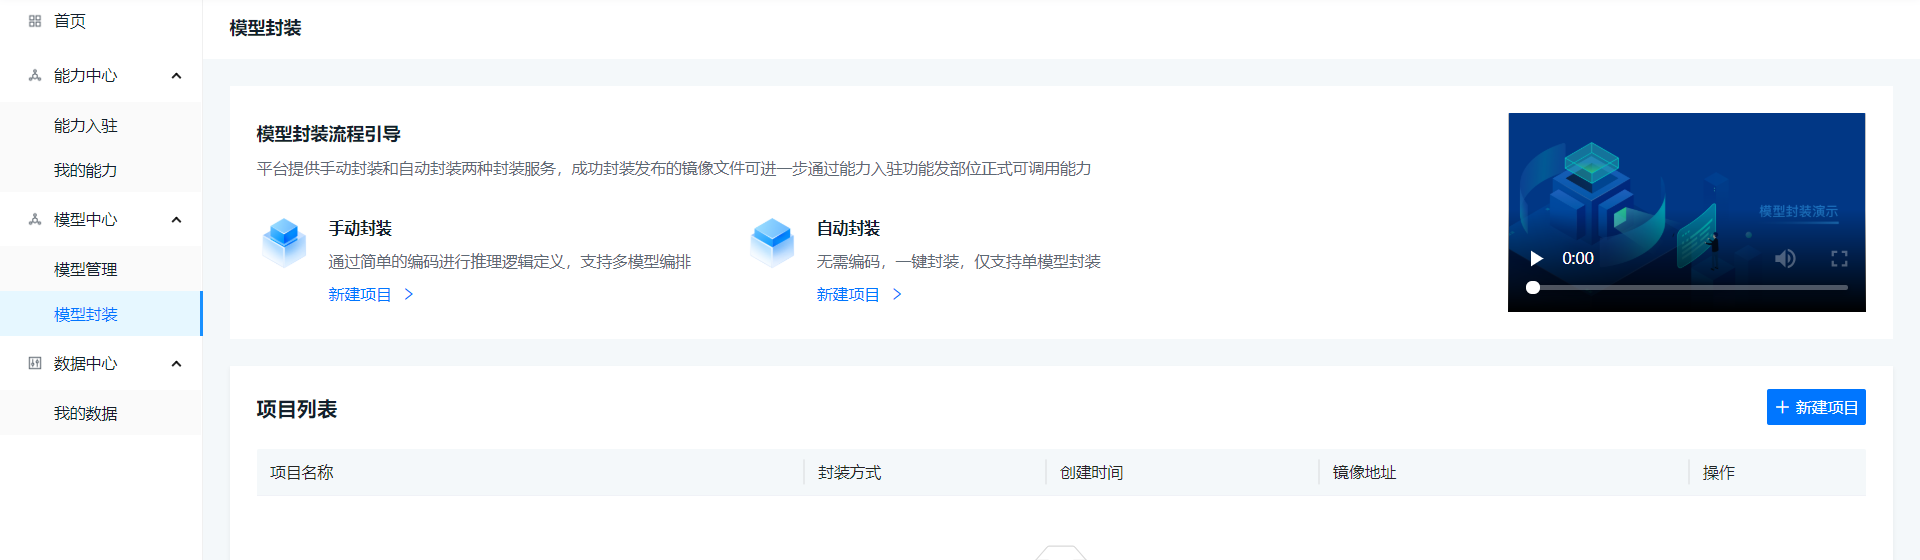 首页
能力中心
能力入驻
我的能力
模型中心
模型管理
模型封装
数据中心
我的数据
模型封装
模型封装流程引导
平台提供手动封装和自动封装两种封装服务，成功封装发布的镜像文件可进一步通过能力入驻功能发部位正式可调用能力
手动封装
通过简单的编码进行推理逻辑定义，支持多模型编排
新建项目
自动封装
无需编码，一键封装，仅支持单模型封装
新建项目
模型封装演示
0:00
项目列表
新建项目
项目名称 封装方式 创建时间 镜像地址 操作